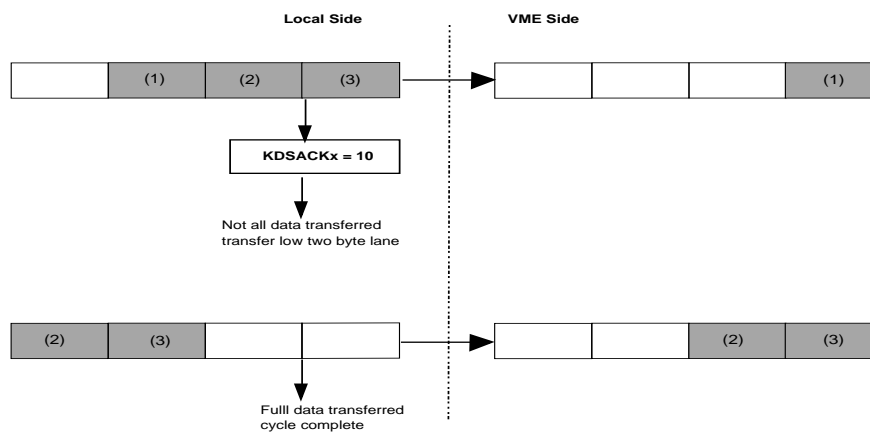 Local Side VME Side
(1) (2) (3) (1)
KDSACKx = 10
Not all data transferred
transfer low two byte lane
(2) (3) (2) (3)
Fulll data transferred
cycle complete